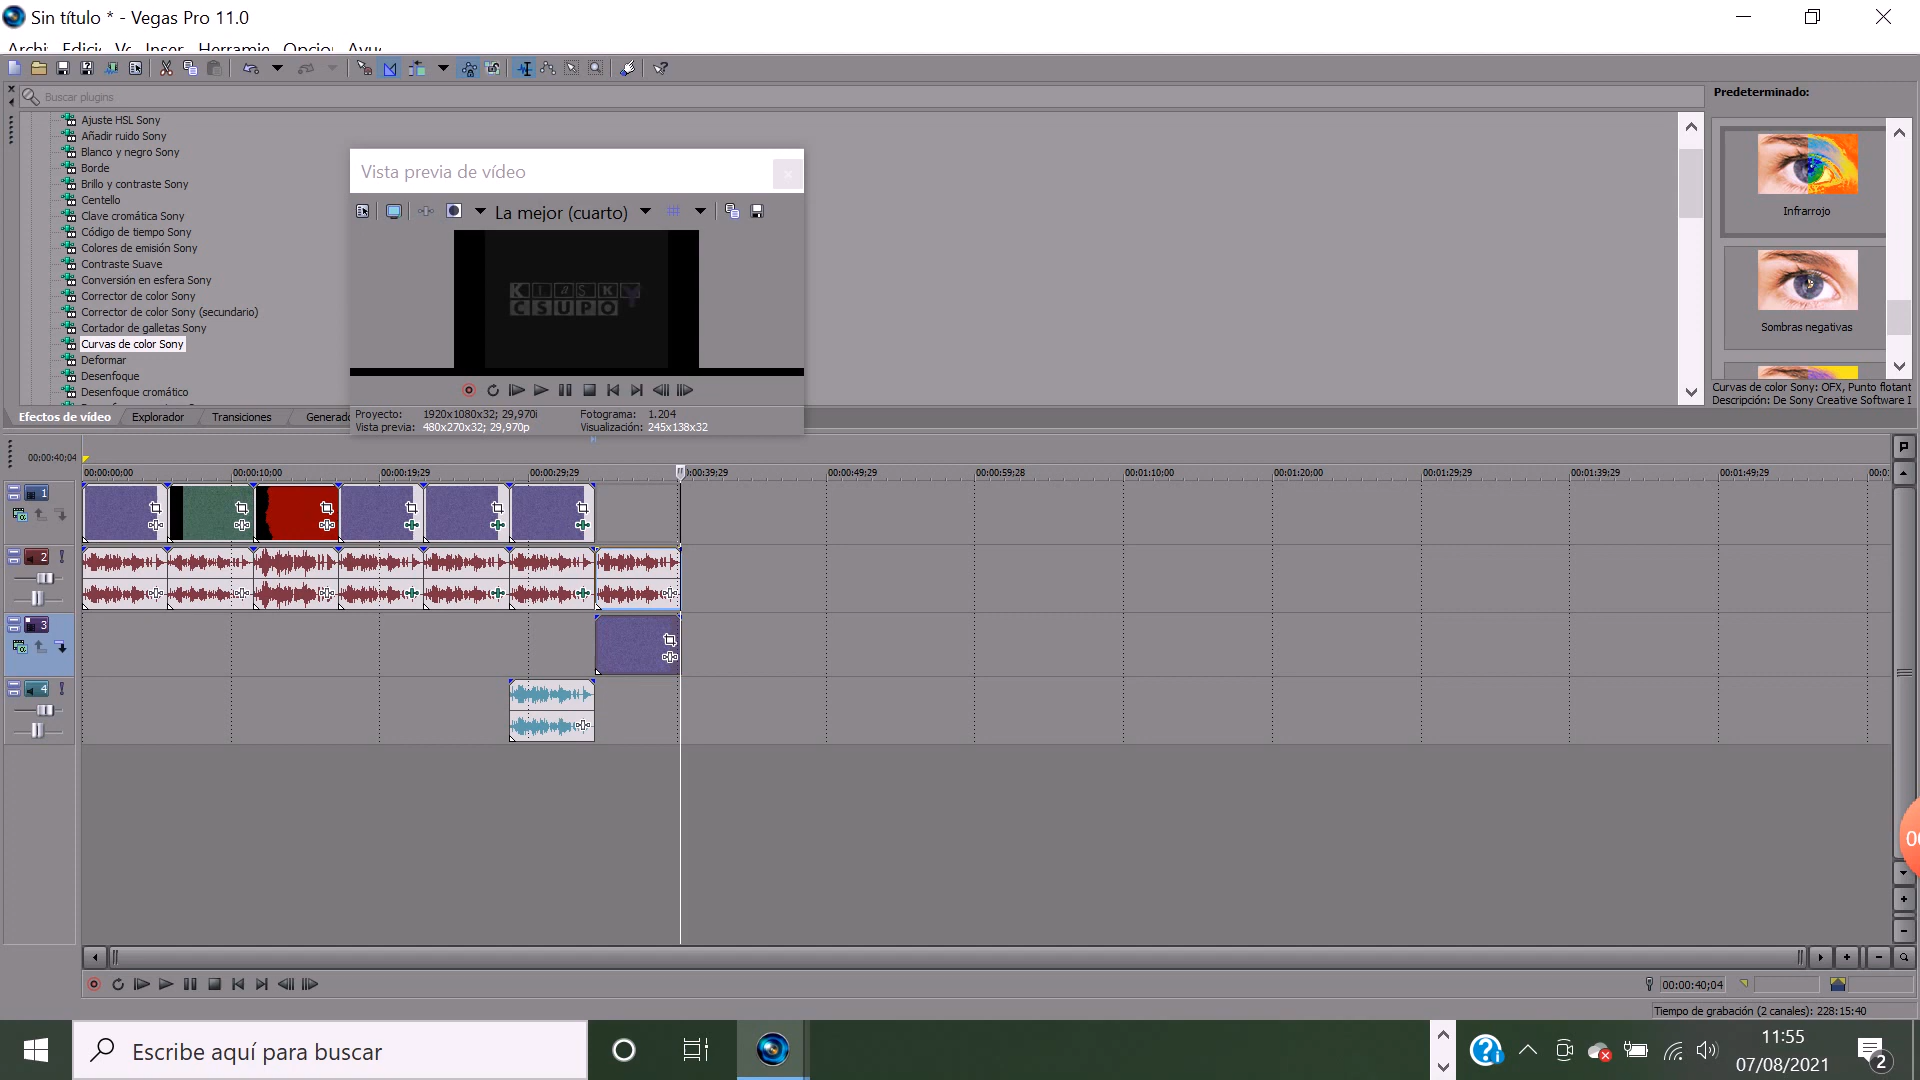 Sin título * - Vegas Pro 11.0
Buscar plugins
Predeterminado:
Ajuste HSL Sony
Añadir ruido Sony
Blanco y negro Sony
Borde
Brillo y contraste Sony
Centello
Clave cromática Sony
Código de tiempo Sony
Colores de emisión Sony
Contraste Suave
Conversión en esfera Sony
Corrector de color Sony
Corrector de color Sony (secundario)
Cortador de galletas Sony
Curvas de color Sony
Deformar
Desenfoque
Desenfoque cromático
Vista previa de vídeo
La mejor (cuarto)
CSUPO
Proyecto: 1920x1080x32; 29,970i Fotograma: 1.204
Vista previa: 480x270x32; 29,970p Visualización: 245x138x32
Infrarrojo
Sombras negativas
Curvas de color Sony: OFX, Punto flotant
Descripción: De Sony Creative Software I
Efectos de vídeo Explorador Transiciones Generado
00:00:40;04
00:00:00;00 00:00:10;00 00:00:19;29 00:00:29;29 0:00:39;29 00:00:49;29 00:00:59;28 00:01:10;00 00:01:20;00 00:01:29;29 00:01:39;29 00:01:49;29 00:0
1
2
3
4
00:00:40;04
Tiempo de grabación (2 canales): 228:15:40
Escribe aquí para buscar
11:55
07/08/2021
2